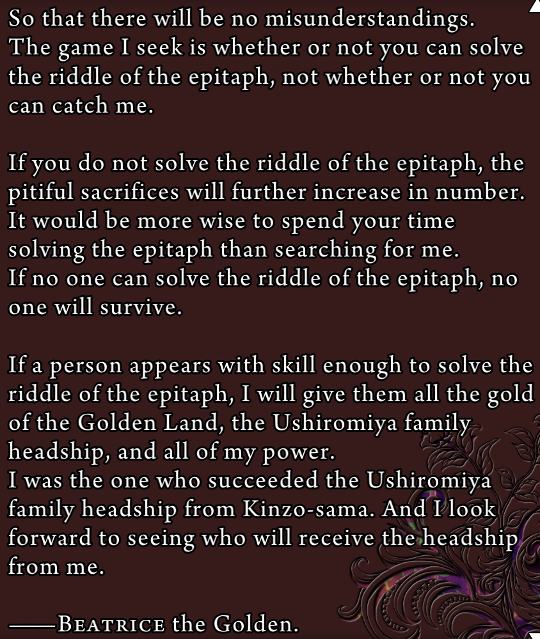 So that there will be no misunderstandings.
The game I seek is whether or not you can solve
the riddle of the epitaph, not whether or not you
can catch me.
If you do not solve the riddle of the epitaph, the
pitiful sacrifices will further increase in number.
It would be more wise to spend your time
solving the epitaph than searching for me.
If no one can solve the riddle of the epitaph, no
one will survive.
If a person appears with skill enough to solve the
riddle of the epitaph, I will give them all the gold
of the Golden Land, the Ushiromiya family
headship, and all of my power.
I was the one who succeeded the Ushiromiya
family headship from Kinzo-sama. And I look
forward to seeing who will receive the headship
from me.
——Beatrice the Golden.